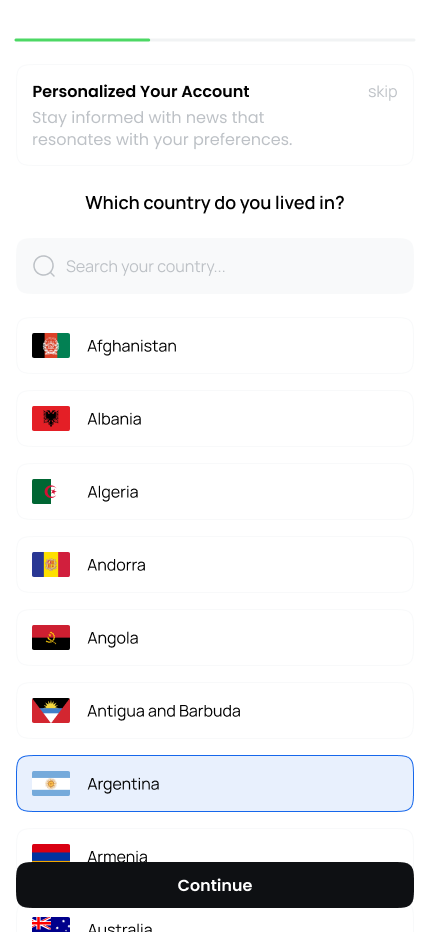 Personalized Your Account
skip
Stay informed with news that
resonates with your preferences.
Which country do you lived in?
Search your country...
Afghanistan
Albania
Algeria
Andorra
Angola
Antigua and Barbuda
Argentina
Armenia
Continue
Australia